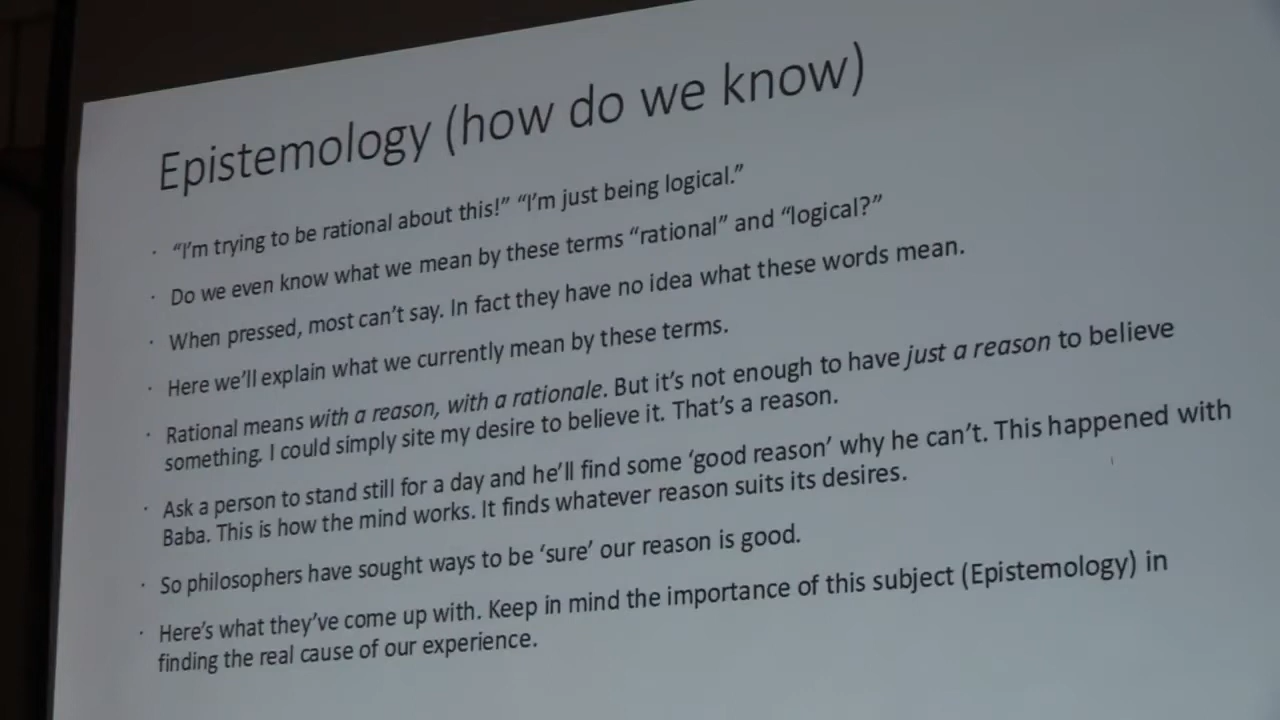 Epistemology (how do we know)
· “I’m trying to be rational about this!” “I’m just being logical.”
· Do we even know what we mean by these terms “rational” and “logical?”
· When pressed, most can’t say. In fact they have no idea what these words mean.
· Here we’ll explain what we currently mean by these terms.
· Rational means with a reason, with a rationale. But it’s not enough to have just a reason to believe
something. I could simply site my desire to believe it. That’s a reason.
· Ask a person to stand still for a day and he’ll find some ‘good reason’ why he can’t. This happened with
Baba. This is how the mind works. It finds whatever reason suits its desires.
· So philosophers have sought ways to be ‘sure’ our reason is good.
· Here’s what they’ve come up with. Keep in mind the importance of this subject (Epistemology) in
finding the real cause of our experience.